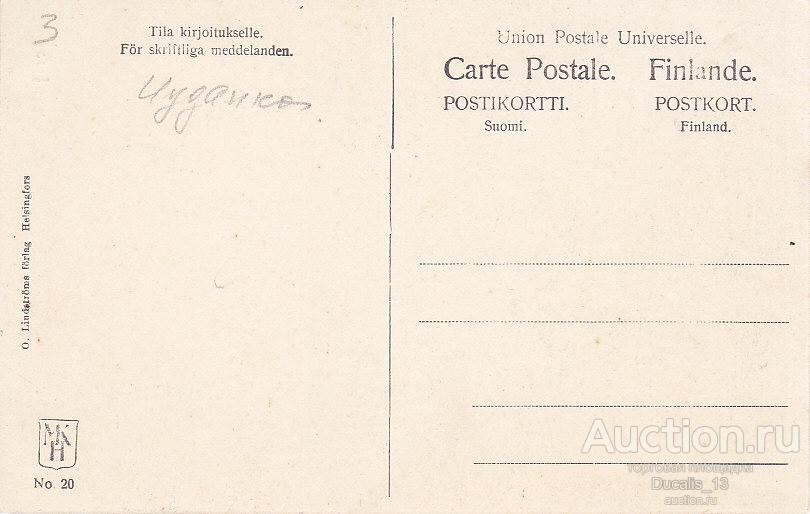 3
Tila kirjoitukselle.
För skriftliga meddelanden.
Union Postale Universelle.
Carte Postale. Finlande.
POSTIKORTTI. POSTKORT.
Suomi. Finland.
O. Lindströms förlag Helsingfors
MKH
No. 20
Auction.ru
торговая площадка
Ducalis_13
auction.ru